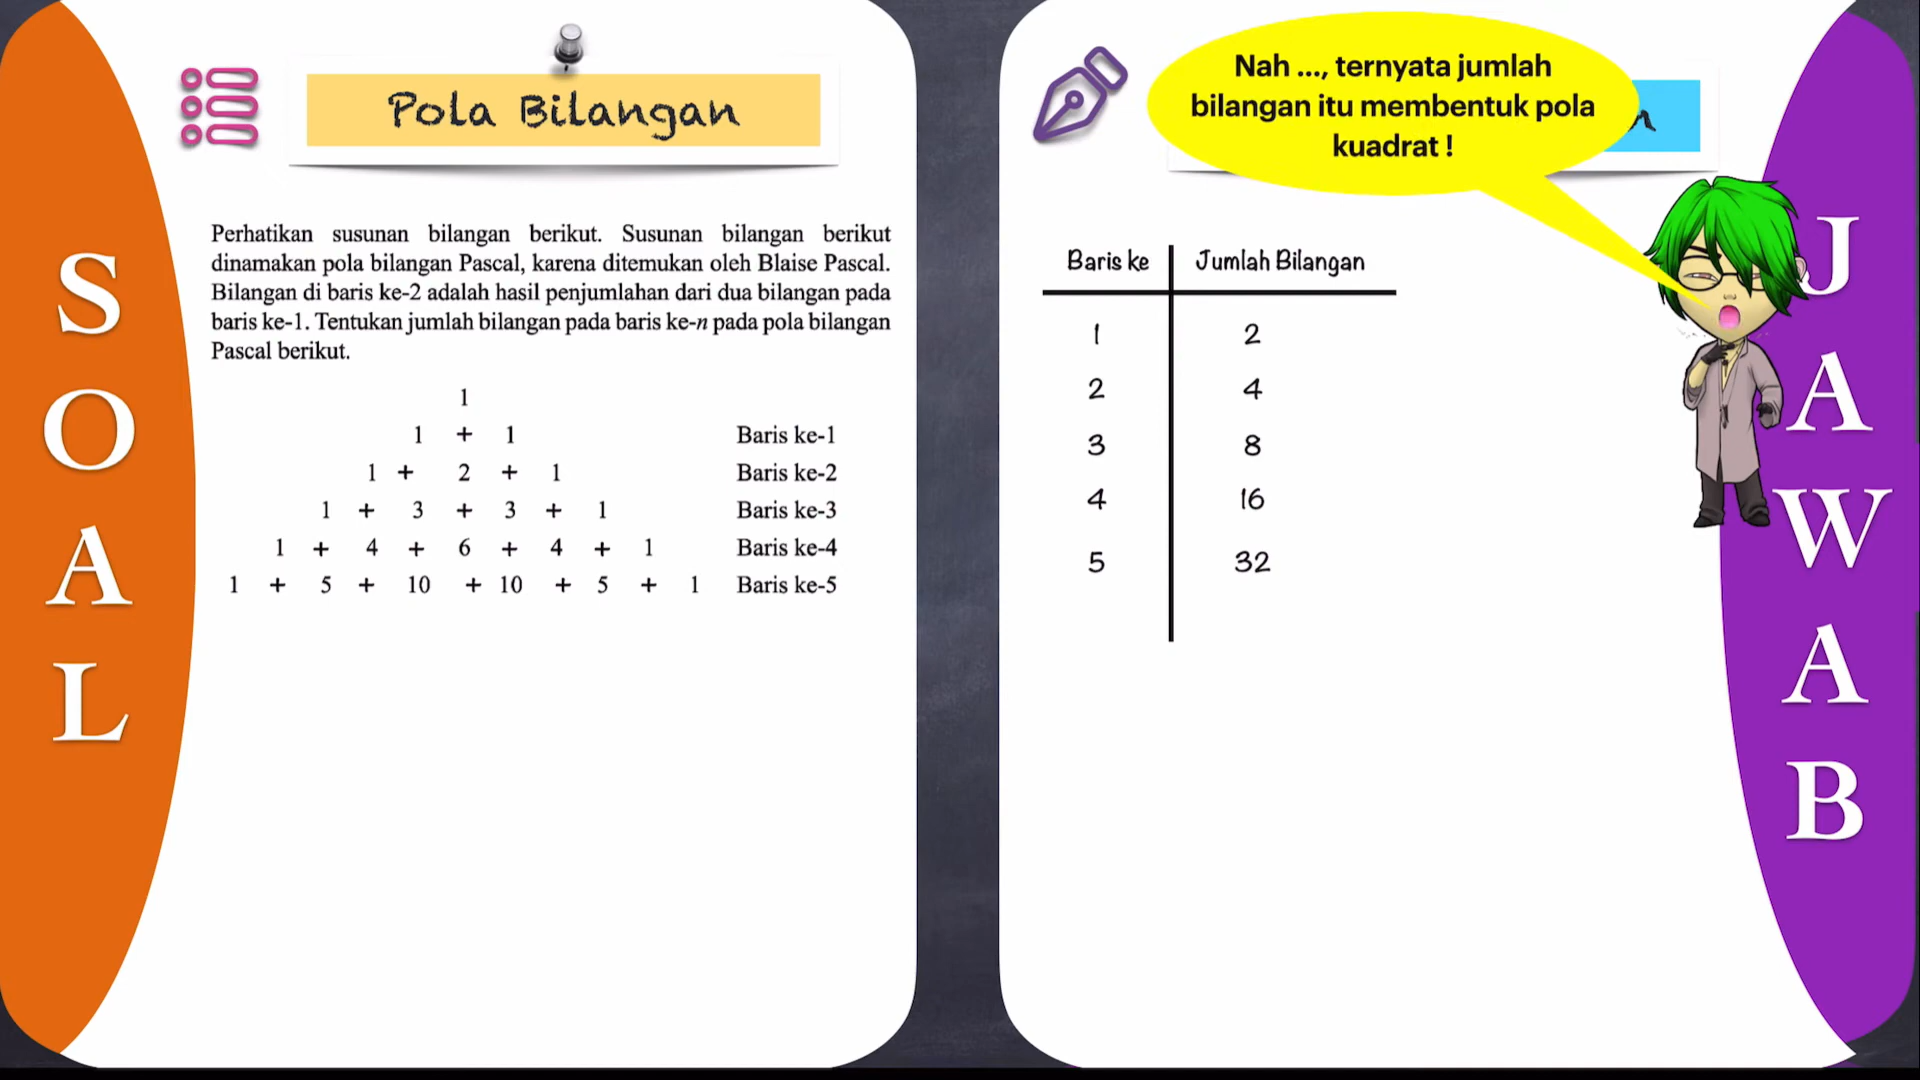 SOAL
Pola Bilangan
Perhatikan susunan bilangan berikut. Susunan bilangan berikut
dinamakan pola bilangan Pascal, karena ditemukan oleh Blaise Pascal.
Bilangan di baris ke-2 adalah hasil penjumlahan dari dua bilangan pada
baris ke-1. Tentukan jumlah bilangan pada baris ke-n pada pola bilangan
Pascal berikut.
1
1 + 1 Baris ke-1
1 + 2 + 1 Baris ke-2
1 + 3 + 3 + 1 Baris ke-3
1 + 4 + 6 + 4 + 1 Baris ke-4
1 + 5 + 10 + 10 + 5 + 1 Baris ke-5
Nah ..., ternyata jumlah
bilangan itu membentuk pola
kuadrat !
Baris ke Jumlah Bilangan
1 2
2 4
3 8
4 16
5 32
JAWAB